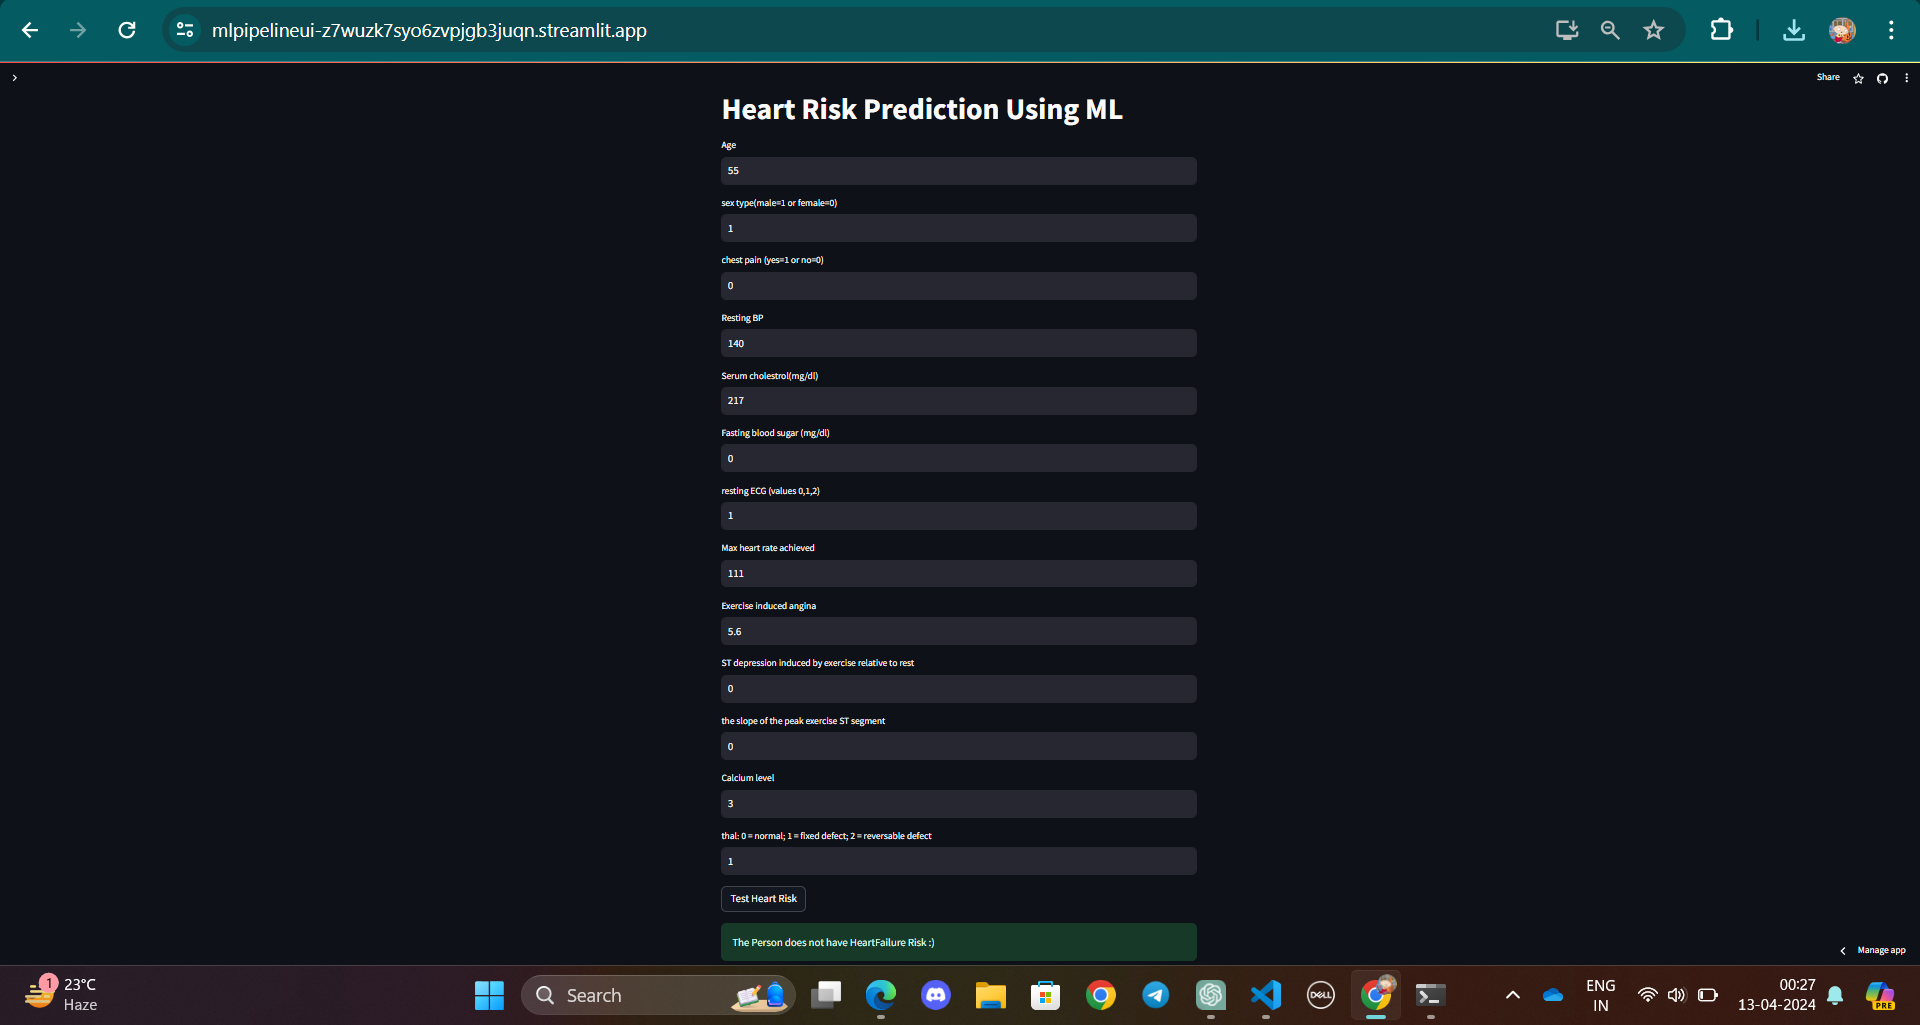 mlpipelineui-z7wuzk7syo6zvpjgb3juqn.streamlit.app
Share
Heart Risk Prediction Using ML
Age
55
sex type(male=1 or female=0)
1
chest pain (yes=1 or no=0)
0
Resting BP
140
Serum cholestrol(mg/dl)
217
Fasting blood sugar (mg/dl)
0
resting ECG (values 0,1,2)
1
Max heart rate achieved
111
Exercise induced angina
5.6
ST depression induced by exercise relative to rest
0
the slope of the peak exercise ST segment
0
Calcium level
3
thal: 0 = normal; 1 = fixed defect; 2 = reversable defect
1
Test Heart Risk
The Person does not have HeartFailure Risk :)
Manage app
1
23°C
Haze
Search
DELL
ENG
IN
00:27
13-04-2024
PRE